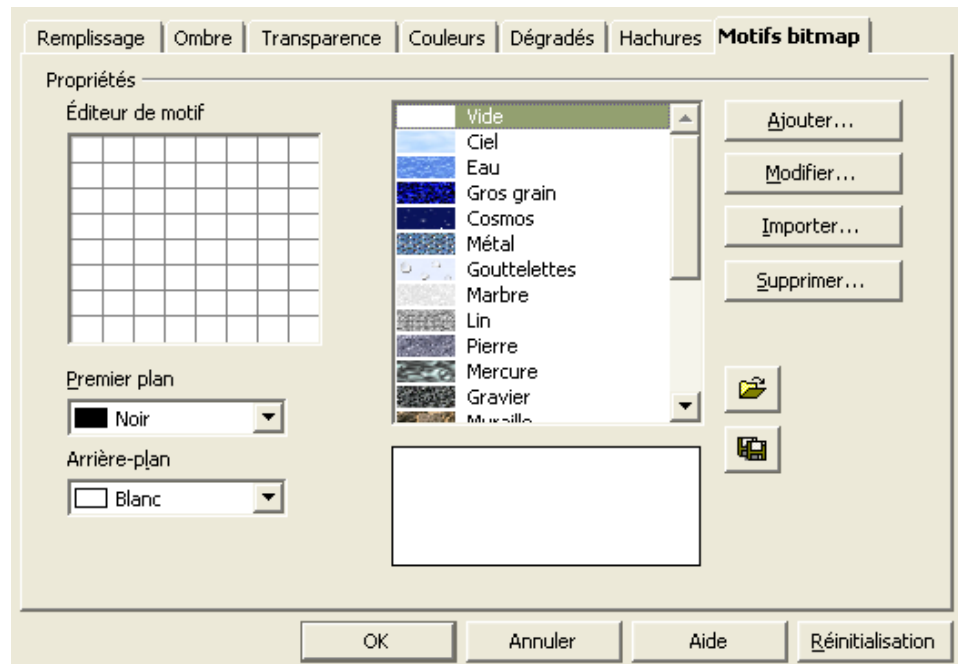 Remplissage Ombre Transparence Couleurs Dégradés Hachures Motifs bitmap
Propriétés
Éditeur de motif
Premier plan
Noir
Arrière-plan
Blanc
Vide
Ciel
Eau
Gros grain
Cosmos
Métal
Gouttelettes
Marbre
Lin
Pierre
Mercure
Gravier
Muraille
Ajouter...
Modifier...
Importer...
Supprimer...
OK Annuler Aide Réinitialisation